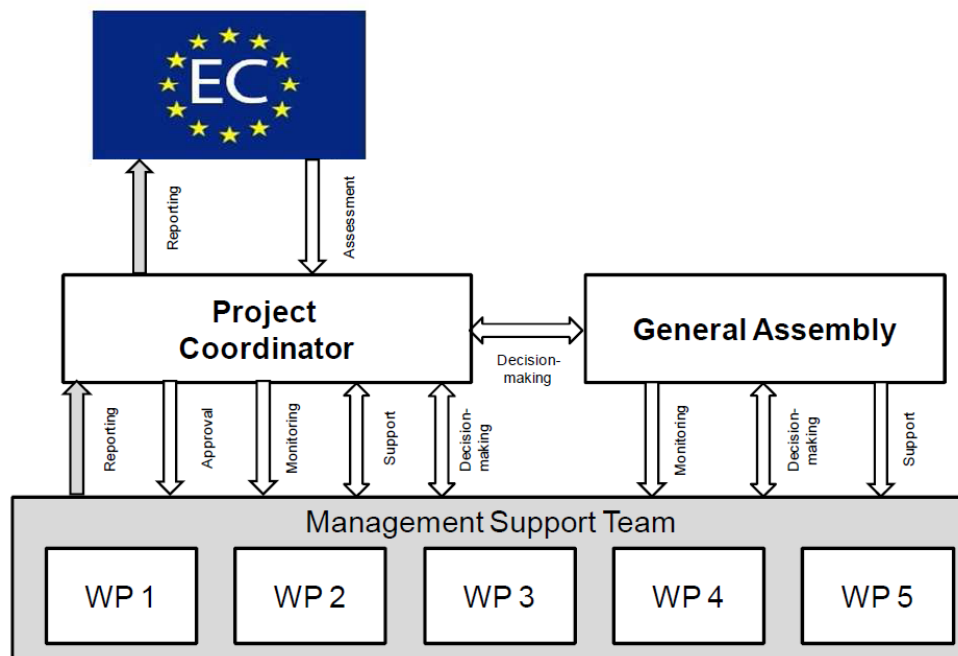 EC
Reporting
Assessment
Project
Coordinator
Decision-
making
General Assembly
Reporting
Approval
Monitoring
Support
Decision-
making
Monitoring
Decision-
making
Support
Management Support Team
WP 1
WP 2
WP 3
WP 4
WP 5